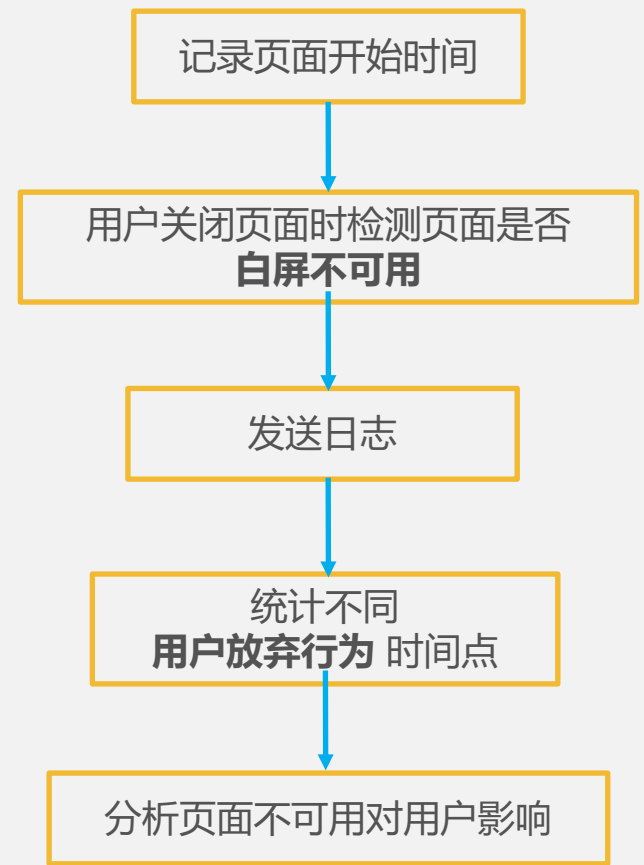 记录页面开始时间
用户关闭页面时检测页面是否
白屏不可用
发送日志
统计不同
用户放弃行为 时间点
分析页面不可用对用户影响